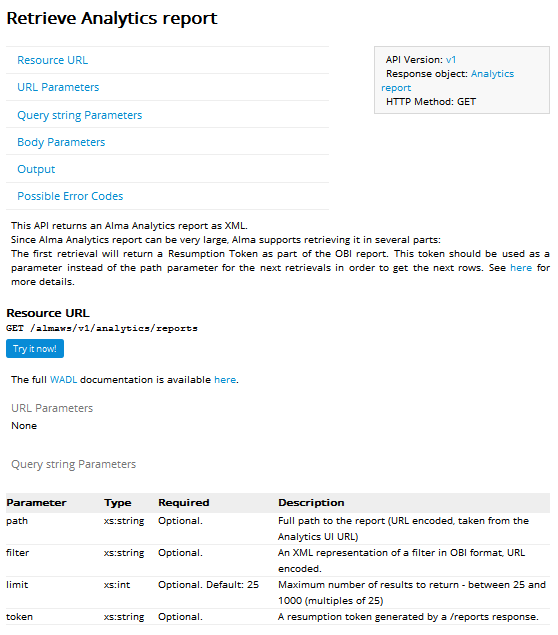 Retrieve Analytics report
Resource URL
URL Parameters
Query string Parameters
Body Parameters
Output
Possible Error Codes
API Version: v1
Response object: Analytics
report
HTTP Method: GET
This API returns an Alma Analytics report as XML.
Since Alma Analytics report can be very large, Alma supports retrieving it in several parts:
The first retrieval will return a Resumption Token as part of the OBI report. This token should be used as a
parameter instead of the path parameter for the next retrievals in order to get the next rows. See here for
more details.
Resource URL
GET /almaws/v1/analytics/reports
Try it now!
The full WADL documentation is available here.
URL Parameters
None
Query string Parameters
Parameter Type Required Description
path xs:string Optional. Full path to the report (URL encoded, taken from the
Analytics UI URL)
filter xs:string Optional. An XML representation of a filter in OBI format, URL
encoded.
limit xs:int Optional. Default: 25 Maximum number of results to return - between 25 and
1000 (multiples of 25)
token xs:string Optional. A resumption token generated by a /reports response.